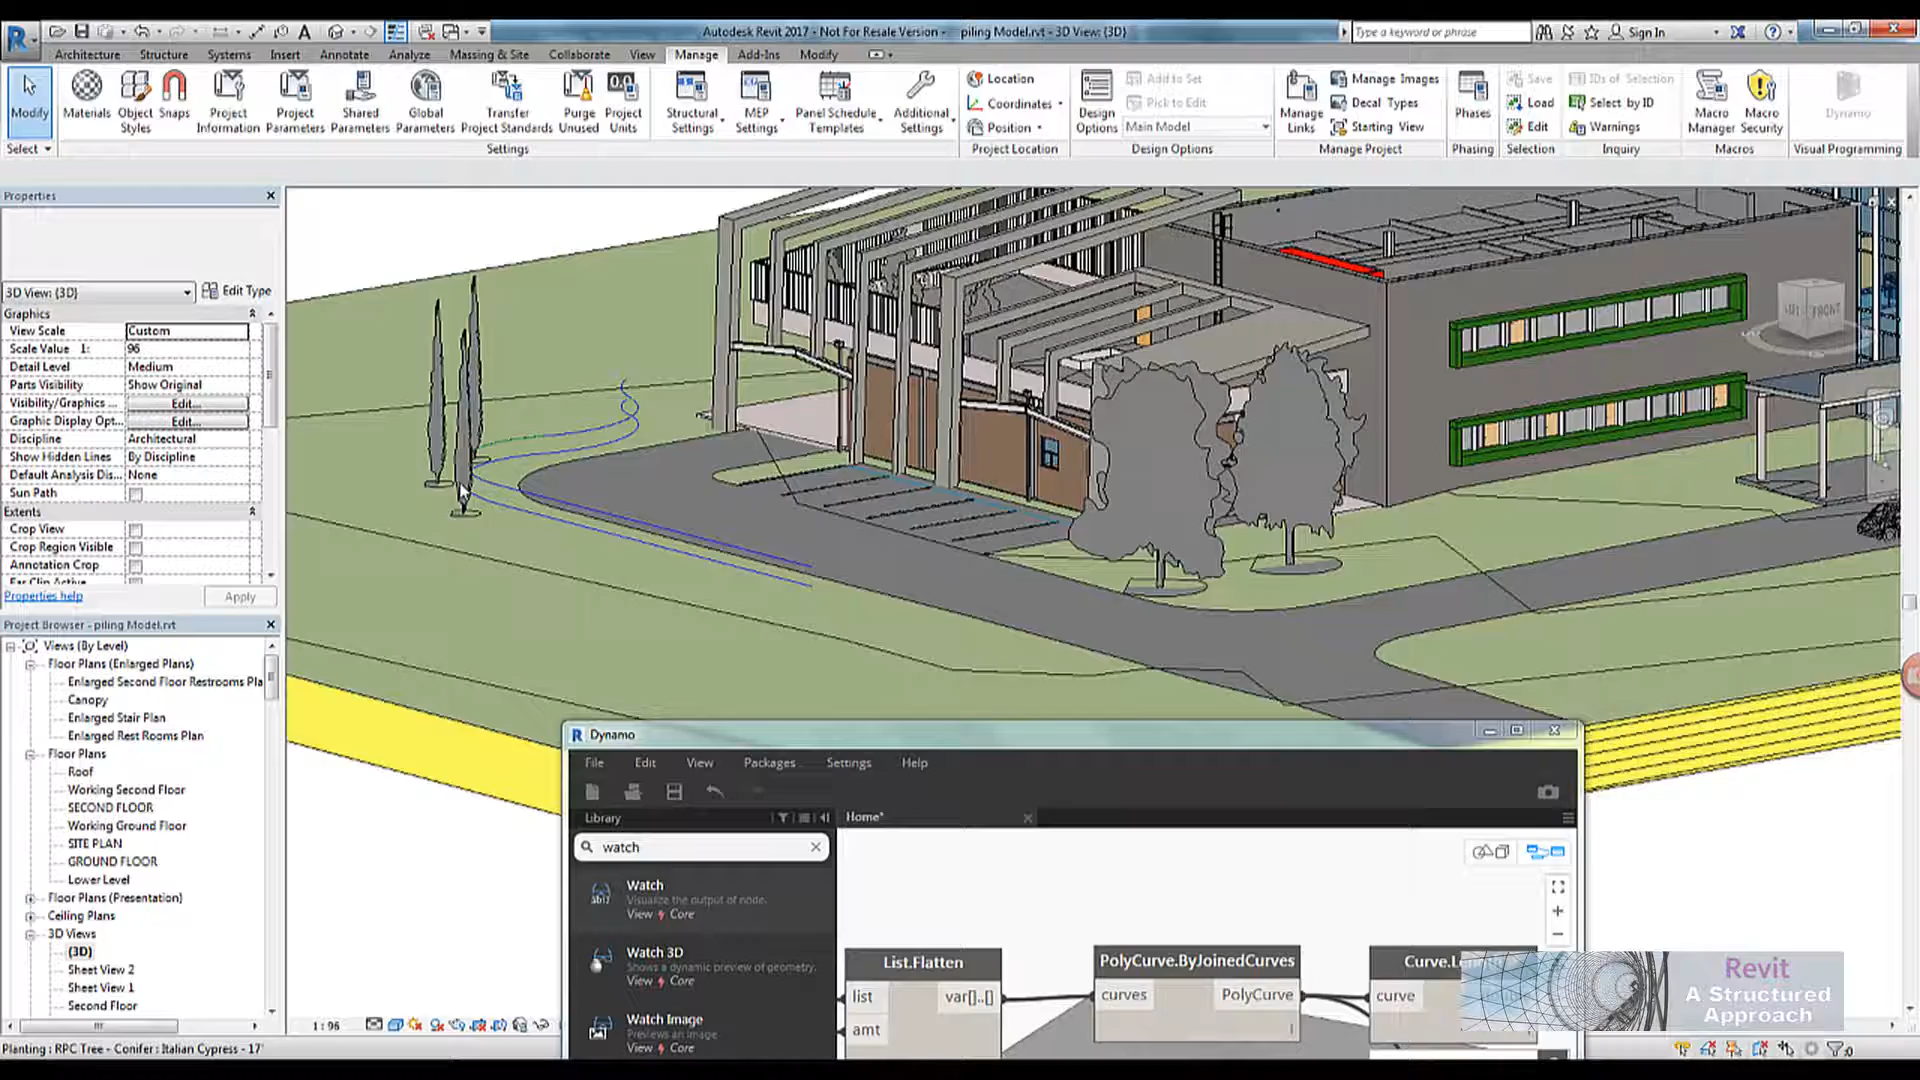 Autodesk Revit 2017 - Not For Resale Version - piling Model.rvt - 3D View: {3D}
Type a keyword or phrase
Sign In
Architecture Structure Systems Insert Annotate Analyze Massing & Site Collaborate View Manage Add-Ins Modify
Modify
Materials
Object Styles
Snaps
Project Information
Project Parameters
Shared Parameters
Global Parameters
Transfer Project Standards
Purge Unused
Project Units
Structural Settings
MEP Settings
Panel Schedule Templates
Additional Settings
Location
Coordinates
Position
Design Options
Add to Set
Pick to Edit
Main Model
Manage Links
Manage Images
Decal Types
Starting View
Phases
Save
Load
Edit
IDs of Selection
Select by ID
Warnings
Macro Manager
Macro Security
Dynamo
Select
Settings
Project Location
Design Options
Manage Project
Phasing
Selection
Inquiry
Macros
Visual Programming
Properties
3D View: {3D}
Edit Type
Graphics
View Scale Custom
Scale Value 1: 96
Detail Level Medium
Parts Visibility Show Original
Visibility/Graphics ... Edit...
Graphic Display Opt... Edit...
Discipline Architectural
Show Hidden Lines By Discipline
Default Analysis Dis... None
Sun Path
Extents
Crop View
Crop Region Visible
Annotation Crop
Far Clip Active
Properties help
Apply
FRONT
Project Browser - piling Model.rvt
Views (By Level)
Floor Plans (Enlarged Plans)
Enlarged Second Floor Restrooms Pla
Canopy
Enlarged Stair Plan
Enlarged Rest Rooms Plan
Floor Plans
Roof
Working Second Floor
SECOND FLOOR
Working Ground Floor
SITE PLAN
GROUND FLOOR
Lower Level
Floor Plans (Presentation)
Ceiling Plans
3D Views
{3D}
Sheet View 2
Sheet View 1
Second Floor
1 : 96
Planting : RPC Tree - Conifer : Italian Cypress - 17'
:0
Dynamo
File Edit View Packages Settings Help
Library
Home*
watch
Watch
Visualize the output of node.
View Core
Watch 3D
Shows a dynamic preview of geometry.
View Core
Watch Image
Previews an image
View Core
List.Flatten
list var[]..[]
amt
PolyCurve.ByJoinedCurves
curves PolyCurve
curve
Revit
A Structured
Approach